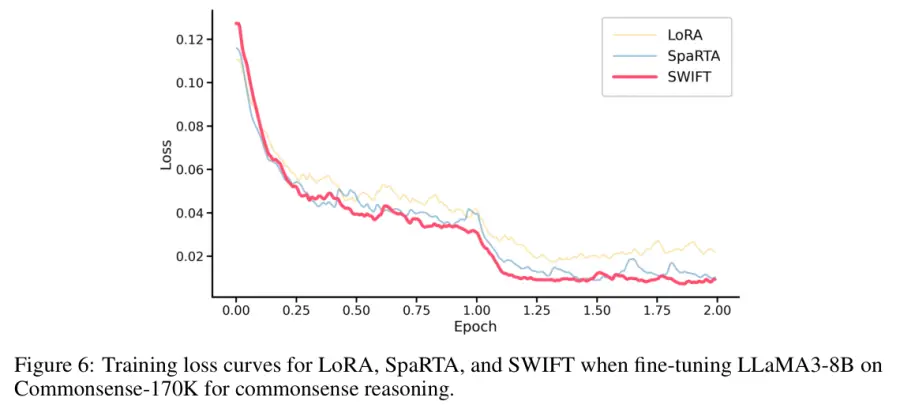 0.12
0.10
0.08
0.06
0.04
0.02
Loss
LoRA
SpaRTA
SWIFT
0.00 0.25 0.50 0.75 1.00 1.25 1.50 1.75 2.00
Epoch
Figure 6: Training loss curves for LoRA, SpaRTA, and SWIFT when fine-tuning LLaMA3-8B on
Commonsense-170K for commonsense reasoning.